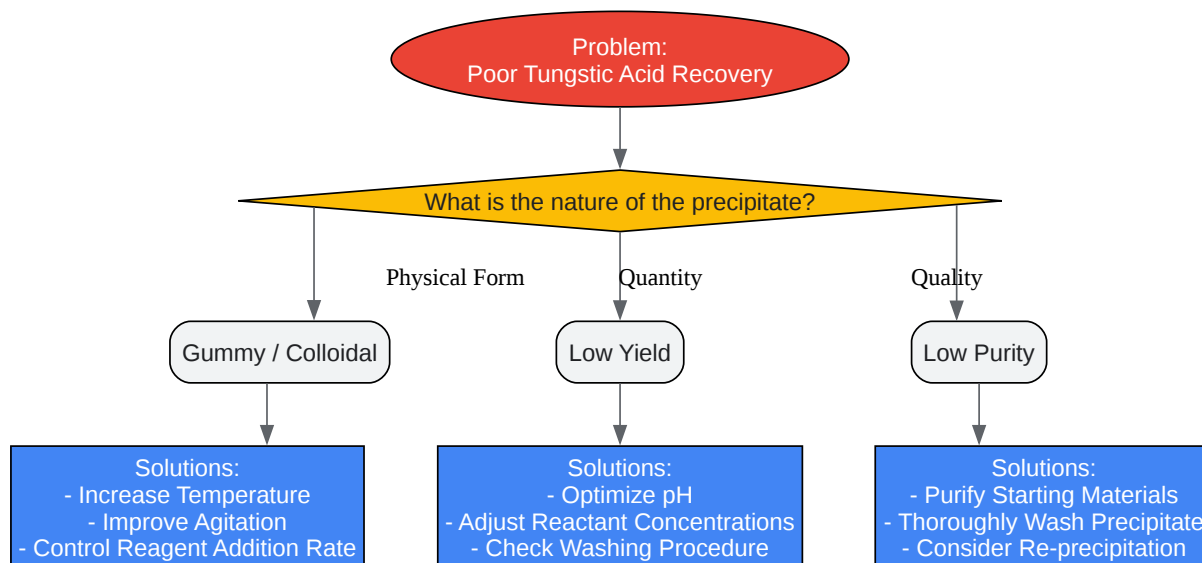 Problem:
Poor Tungstic Acid Recovery
What is the nature of the precipitate?
Physical Form
Quantity
Quality
Gummy / Colloidal
Low Yield
Low Purity
Solutions:
- Increase Temperature
- Improve Agitation
- Control Reagent Addition Rate
Solutions:
- Optimize pH
- Adjust Reactant Concentrations
- Check Washing Procedure
Solutions:
- Purify Starting Materials
- Thoroughly Wash Precipitate
- Consider Re-precipitation